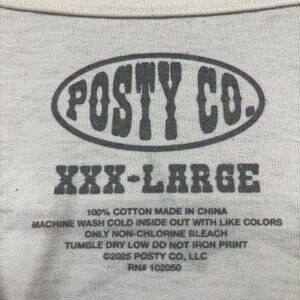 POSTY CO.
XXX-LARGE
100% COTTON MADE IN CHINA
MACHINE WASH COLD INSIDE OUT WITH LIKE COLORS
ONLY NON-CHLORINE BLEACH
TUMBLE DRY LOW DO NOT IRON PRINT
©2025 POSTY CO, LLC
RN# 102050